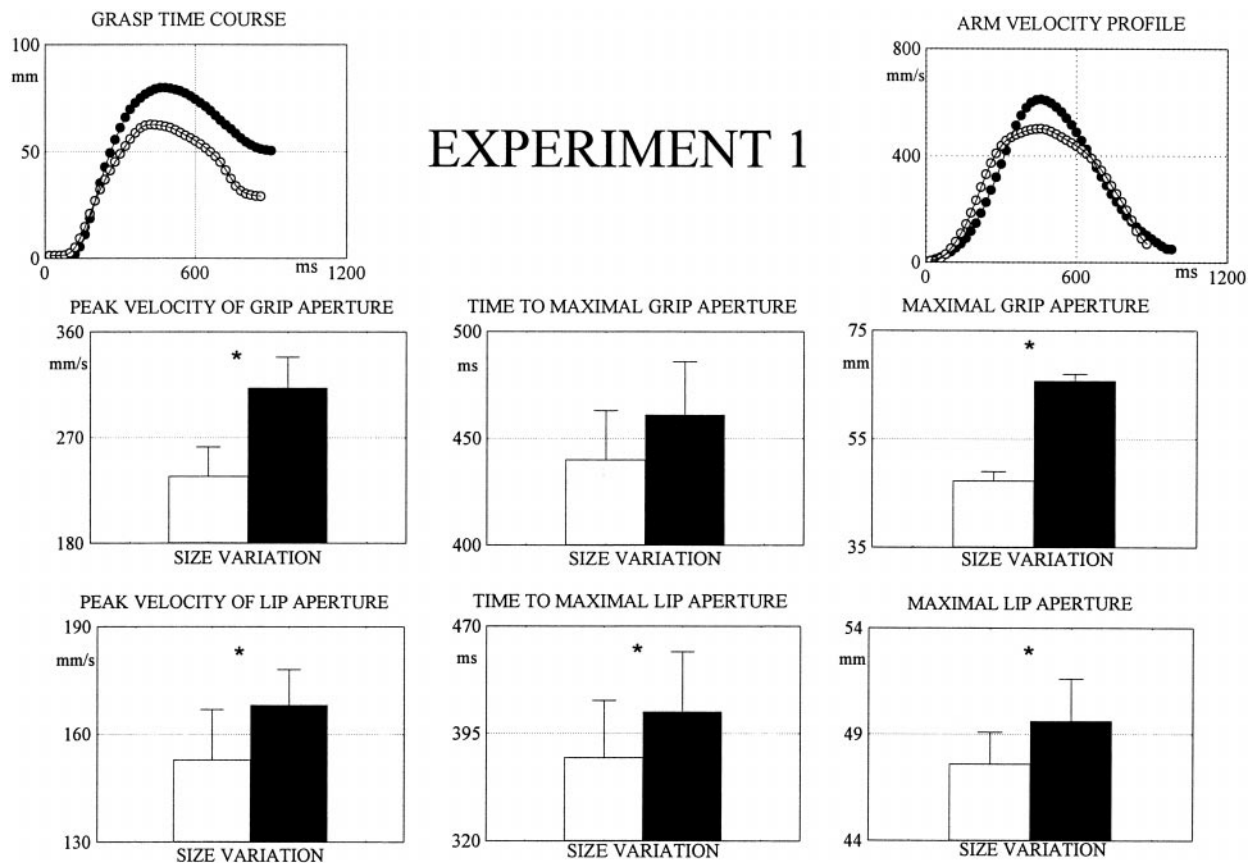 GRASP TIME COURSE
ARM VELOCITY PROFILE
100
mm
50
0
0
600
ms
1200
EXPERIMENT 1
800
mm/s
400
0
0
600
ms
1200
PEAK VELOCITY OF GRIP APERTURE
TIME TO MAXIMAL GRIP APERTURE
MAXIMAL GRIP APERTURE
360
mm/s
*
270
180
SIZE VARIATION
500
ms
450
400
SIZE VARIATION
75
mm
*
55
35
SIZE VARIATION
PEAK VELOCITY OF LIP APERTURE
TIME TO MAXIMAL LIP APERTURE
MAXIMAL LIP APERTURE
190
mm/s
*
160
130
SIZE VARIATION
470
ms
*
395
320
SIZE VARIATION
54
mm
*
49
44
SIZE VARIATION